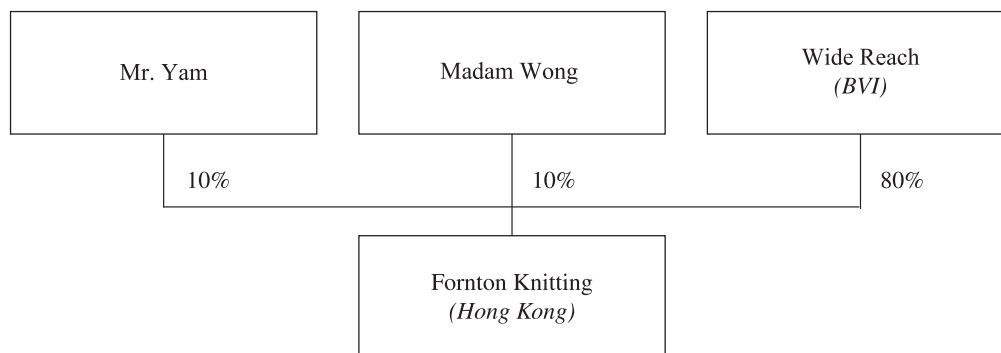 Mr. Yam
Madam Wong
Wide Reach
(BVI)
10%
10%
80%
Fornton Knitting
(Hong Kong)